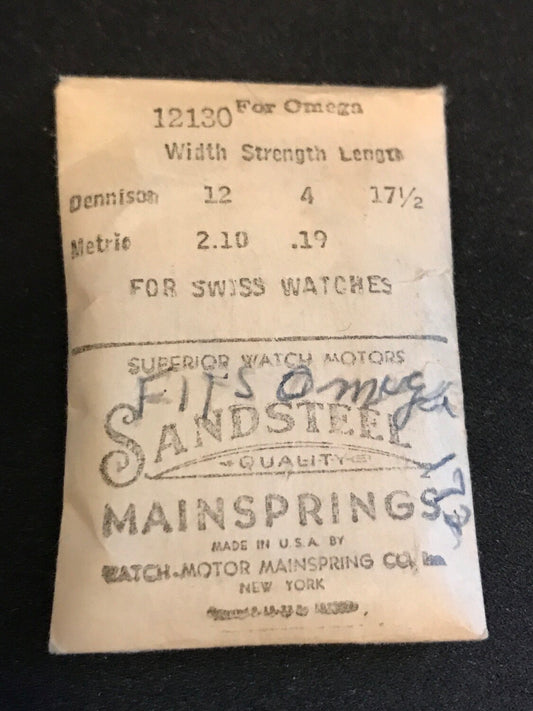 12130 For Omega
Width Strength Length
Dennison 12 4 17½
Metric 2.10 .19
FOR SWISS WATCHES
SUPERIOR WATCH MOTORS
FITS Omega
SANDSTEEL
QUALITY
MAINSPRINGS
MADE IN U.S.A. BY
WATCH-MOTOR MAINSPRING CO. Inc
NEW YORK